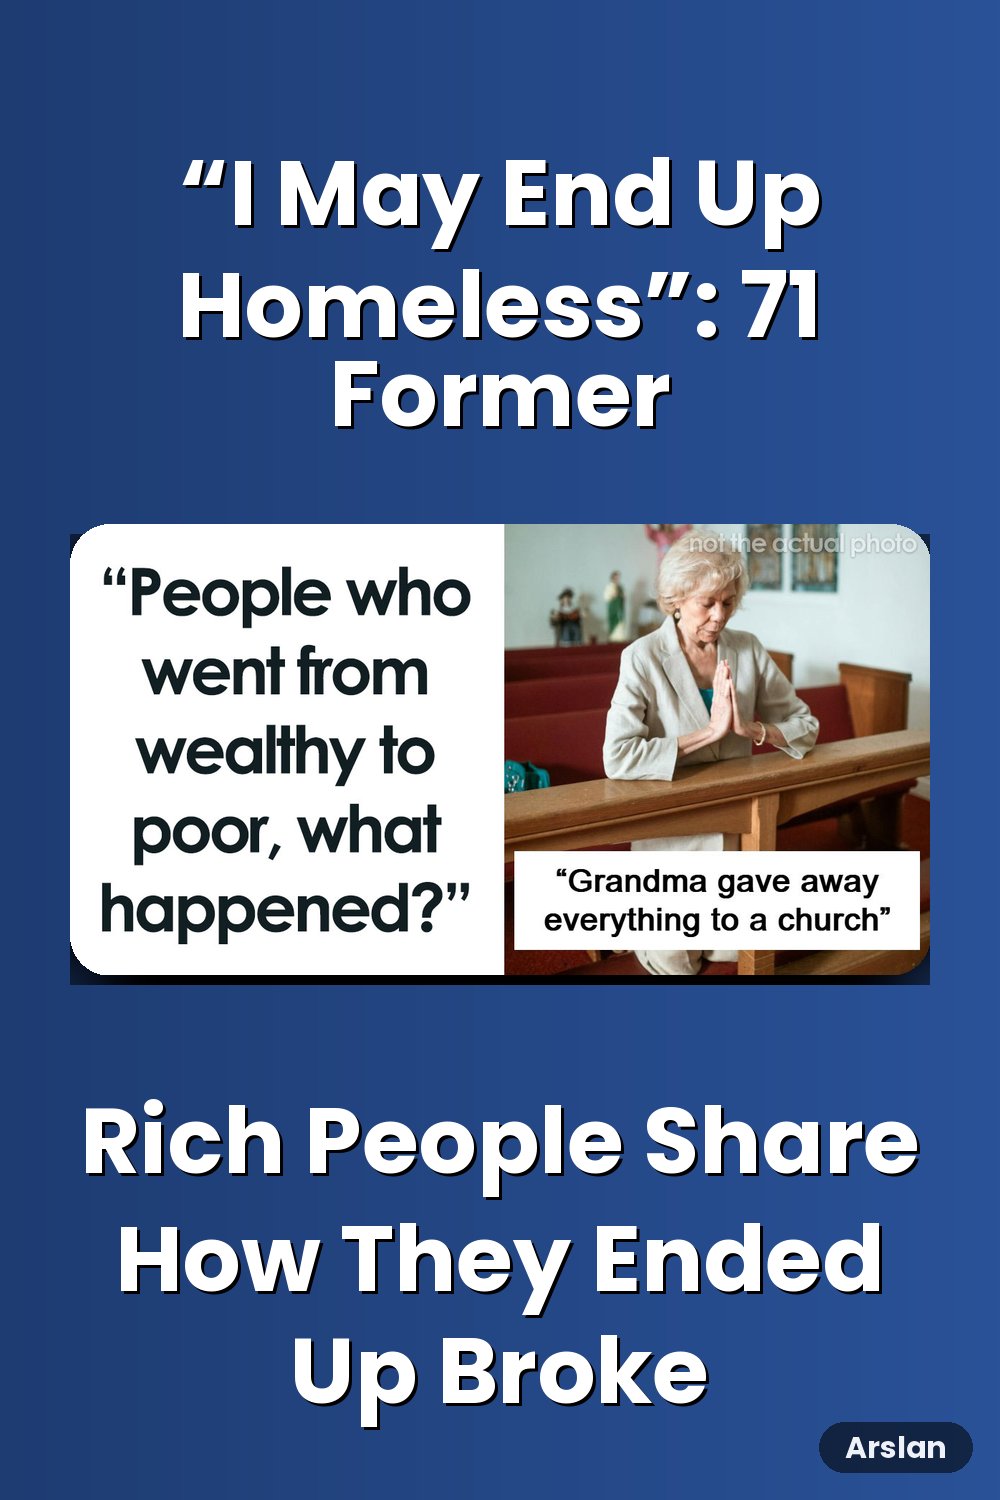 “I May End Up
Homeless”: 71
Former
“People who
went from
wealthy to
poor, what
happened?”
not the actual photo
“Grandma gave away
everything to a church”
Rich People Share
How They Ended
Up Broke
Arslan